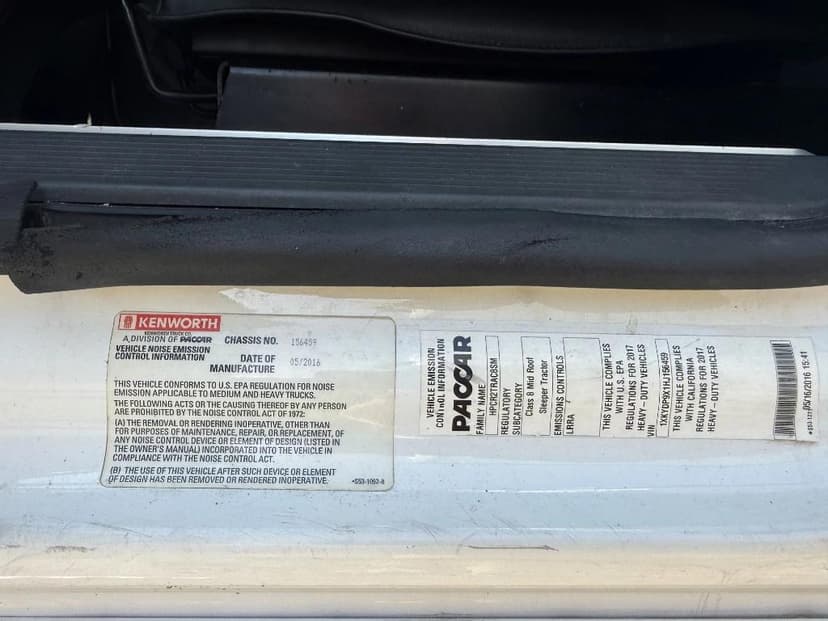 KENWORTH
KENWORTH TRUCK CO.
A DIVISION OF PACCAR
CHASSIS NO. 156459
VEHICLE NOISE EMISSION
CONTROL INFORMATION
DATE OF
MANUFACTURE
05/2016
THIS VEHICLE CONFORMS TO U.S. EPA REGULATION FOR NOISE
EMISSION APPLICABLE TO MEDIUM AND HEAVY TRUCKS.
THE FOLLOWING ACTS OR THE CAUSING THEREOF BY ANY PERSON
ARE PROHIBITED BY THE NOISE CONTROL ACT OF 1972:
(A) THE REMOVAL OR RENDERING INOPERATIVE, OTHER THAN
FOR PURPOSES OF MAINTENANCE, REPAIR, OR REPLACEMENT, OF
ANY NOISE CONTROL DEVICE OR ELEMENT OF DESIGN (LISTED IN
THE OWNER'S MANUAL) INCORPORATED INTO THE VEHICLE IN
COMPLIANCE WITH THE NOISE CONTROL ACT.
(B) THE USE OF THIS VEHICLE AFTER SUCH DEVICE OR ELEMENT
OF DESIGN HAS BEEN REMOVED OR RENDERED INOPERATIVE.
•S53-1092-8
VEHICLE EMISSION
CONTROL INFORMATION
PACCAR
FAMILY NAME
HPCR2TRAC8SM
REGULATORY
SUBCATEGORY
Class 8 Mid Roof
Sleeper Tractor
EMISSIONS CONTROLS
LRRA
THIS VEHICLE COMPLIES
WITH U.S. EPA
REGULATIONS FOR 2017
HEAVY-DUTY VEHICLES
VIN
1XKYDP9X1HJ156459
THIS VEHICLE COMPLIES
WITH CALIFORNIA
REGULATIONS FOR 2017
HEAVY-DUTY VEHICLES
05/16/2016 15:41